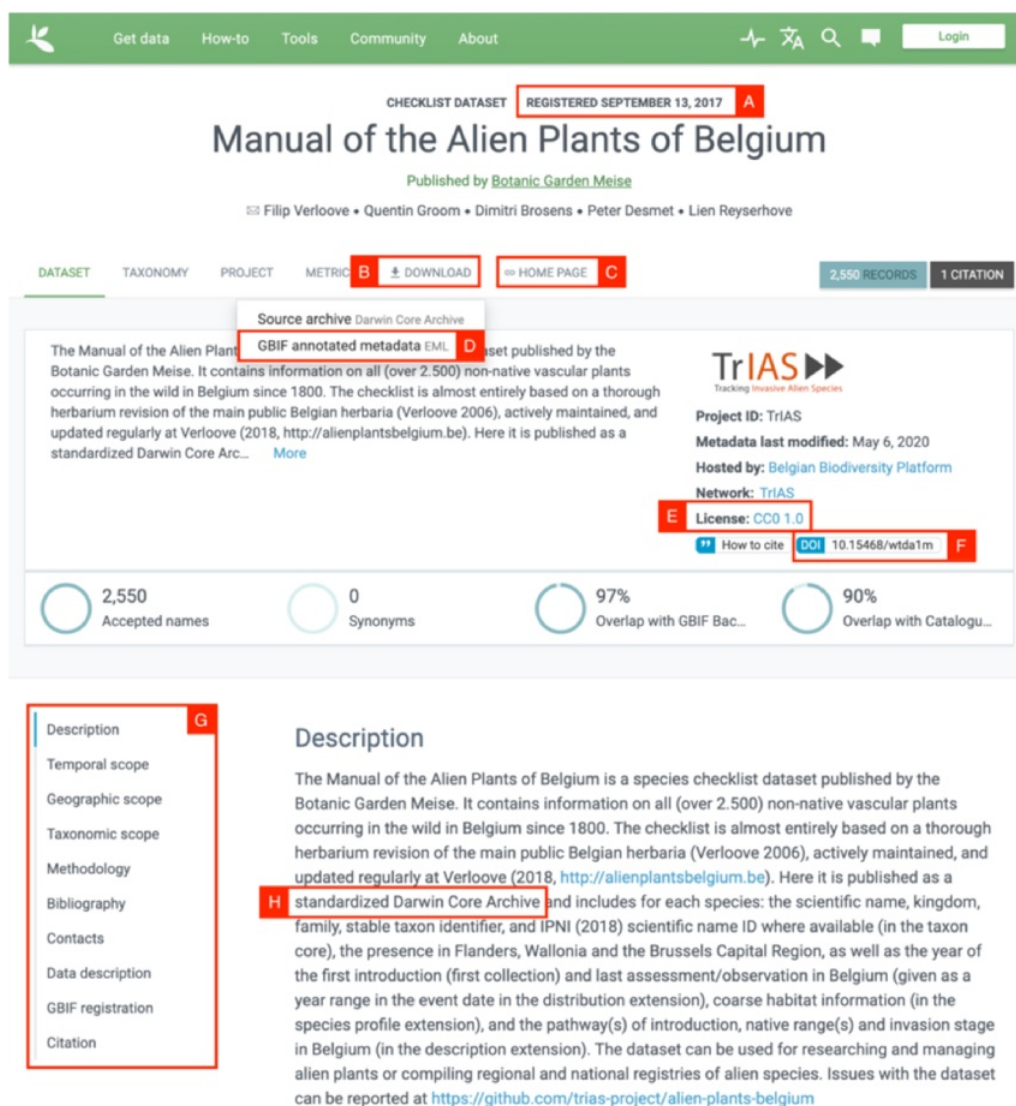 Get data How-to Tools Community About Login
CHECKLIST DATASET REGISTERED SEPTEMBER 13, 2017 A
Manual of the Alien Plants of Belgium
Published by Botanic Garden Meise
Filip Verloove • Quentin Groom • Dimitri Brosens • Peter Desmet • Lien Reyserhove
DATASET TAXONOMY PROJECT METRIC B DOWNLOAD HOME PAGE C 2,550 RECORDS 1 CITATION
Source archive Darwin Core Archive
GBIF annotated metadata EML D
The Manual of the Alien Plant set published by the
Botanic Garden Meise. It contains information on all (over 2.500) non-native vascular plants
occurring in the wild in Belgium since 1800. The checklist is almost entirely based on a thorough
herbarium revision of the main public Belgian herbaria (Verloove 2006), actively maintained, and
updated regularly at Verloove (2018, http://alienplantsbelgium.be). Here it is published as a
standardized Darwin Core Arc... More
TrIAS
Tracking Invasive Alien Species
Project ID: TrIAS
Metadata last modified: May 6, 2020
Hosted by: Belgian Biodiversity Platform
Network: TrIAS
E License: CC0 1.0
How to cite DOI 10.15468/wtda1m F
2,550
Accepted names
0
Synonyms
97%
Overlap with GBIF Bac...
90%
Overlap with Catalogu...
G
Description
Temporal scope
Geographic scope
Taxonomic scope
Methodology
Bibliography
Contacts
Data description
GBIF registration
Citation
Description
The Manual of the Alien Plants of Belgium is a species checklist dataset published by the
Botanic Garden Meise. It contains information on all (over 2.500) non-native vascular plants
occurring in the wild in Belgium since 1800. The checklist is almost entirely based on a thorough
herbarium revision of the main public Belgian herbaria (Verloove 2006), actively maintained, and
updated regularly at Verloove (2018, http://alienplantsbelgium.be). Here it is published as a
H standardized Darwin Core Archive and includes for each species: the scientific name, kingdom,
family, stable taxon identifier, and IPNI (2018) scientific name ID where available (in the taxon
core), the presence in Flanders, Wallonia and the Brussels Capital Region, as well as the year of
the first introduction (first collection) and last assessment/observation in Belgium (given as a
year range in the event date in the distribution extension), coarse habitat information (in the
species profile extension), and the pathway(s) of introduction, native range(s) and invasion stage
in Belgium (in the description extension). The dataset can be used for researching and managing
alien plants or compiling regional and national registries of alien species. Issues with the dataset
can be reported at https://github.com/trias-project/alien-plants-belgium